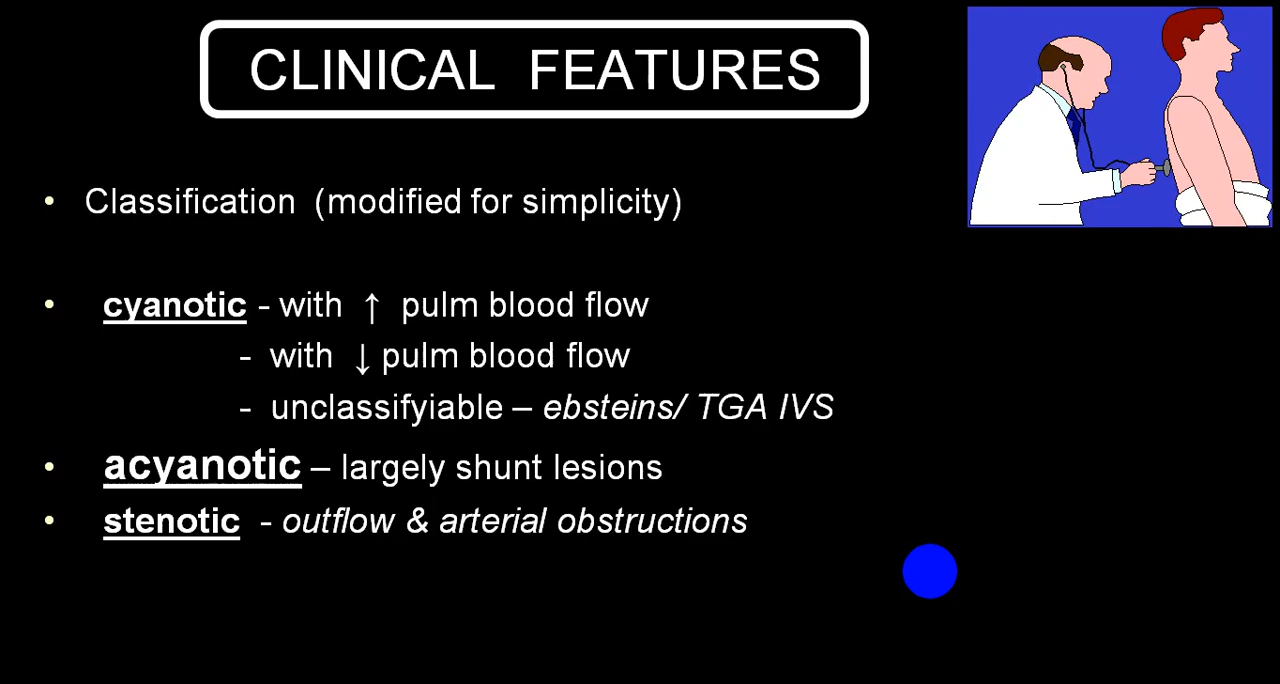 CLINICAL FEATURES
• Classification (modified for simplicity)
• cyanotic - with ↑ pulm blood flow
- with ↓ pulm blood flow
- unclassifyiable – ebsteins/ TGA IVS
• acyanotic – largely shunt lesions
• stenotic - outflow & arterial obstructions